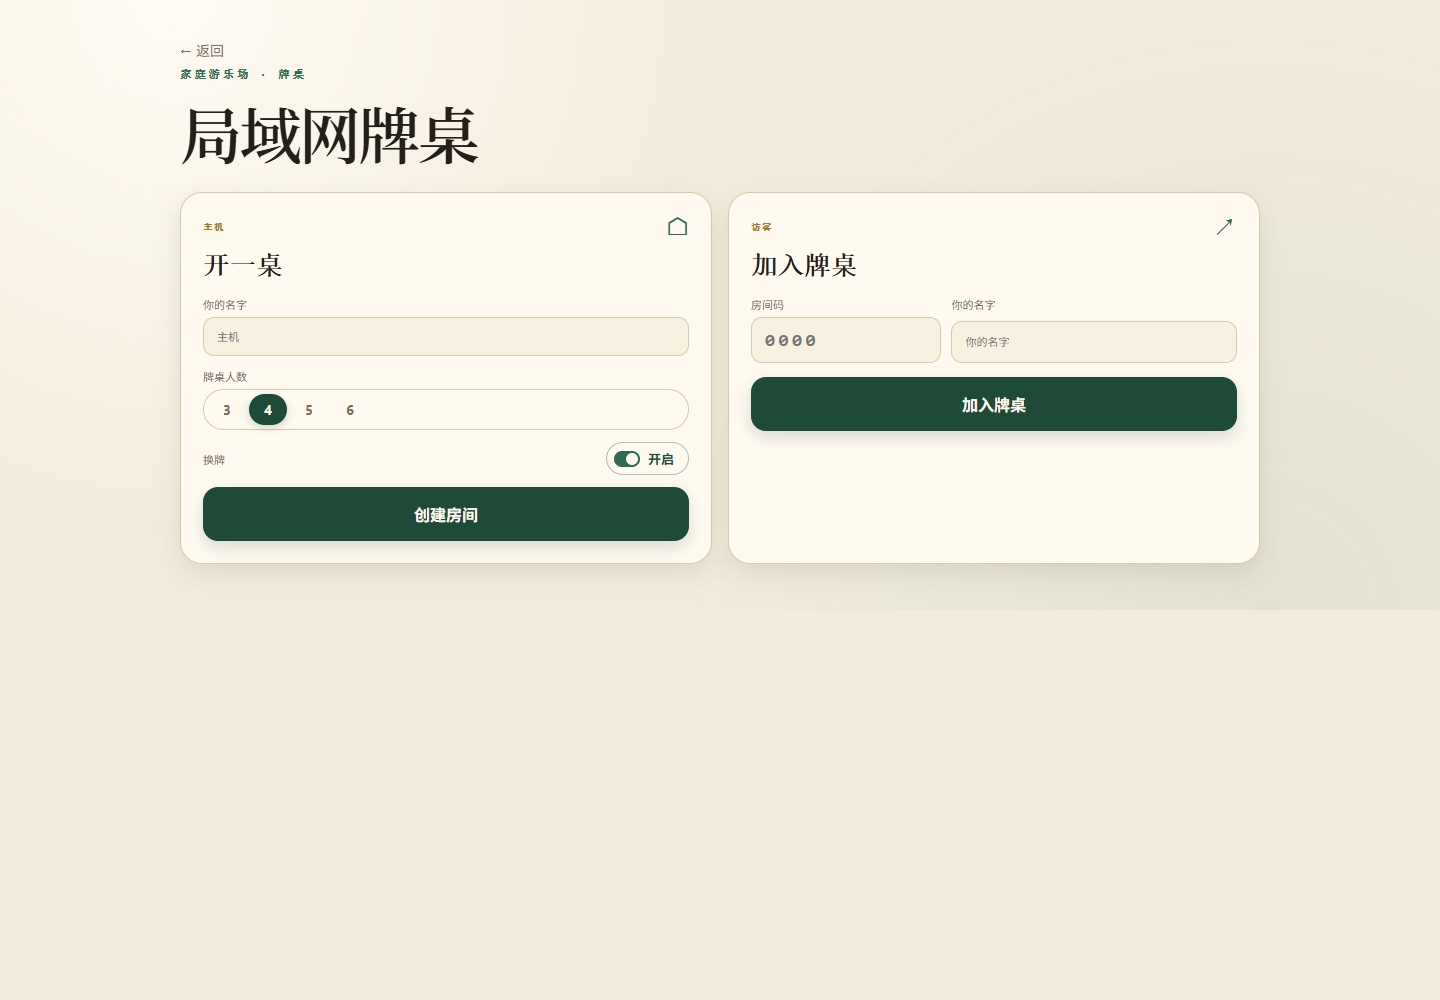 ← 返回
家庭游乐场 · 牌桌
局域网牌桌
主机
开一桌
你的名字
主机
牌桌人数
3 4 5 6
换牌
开启
创建房间
访客
加入牌桌
房间码
你的名字
0000
你的名字
加入牌桌